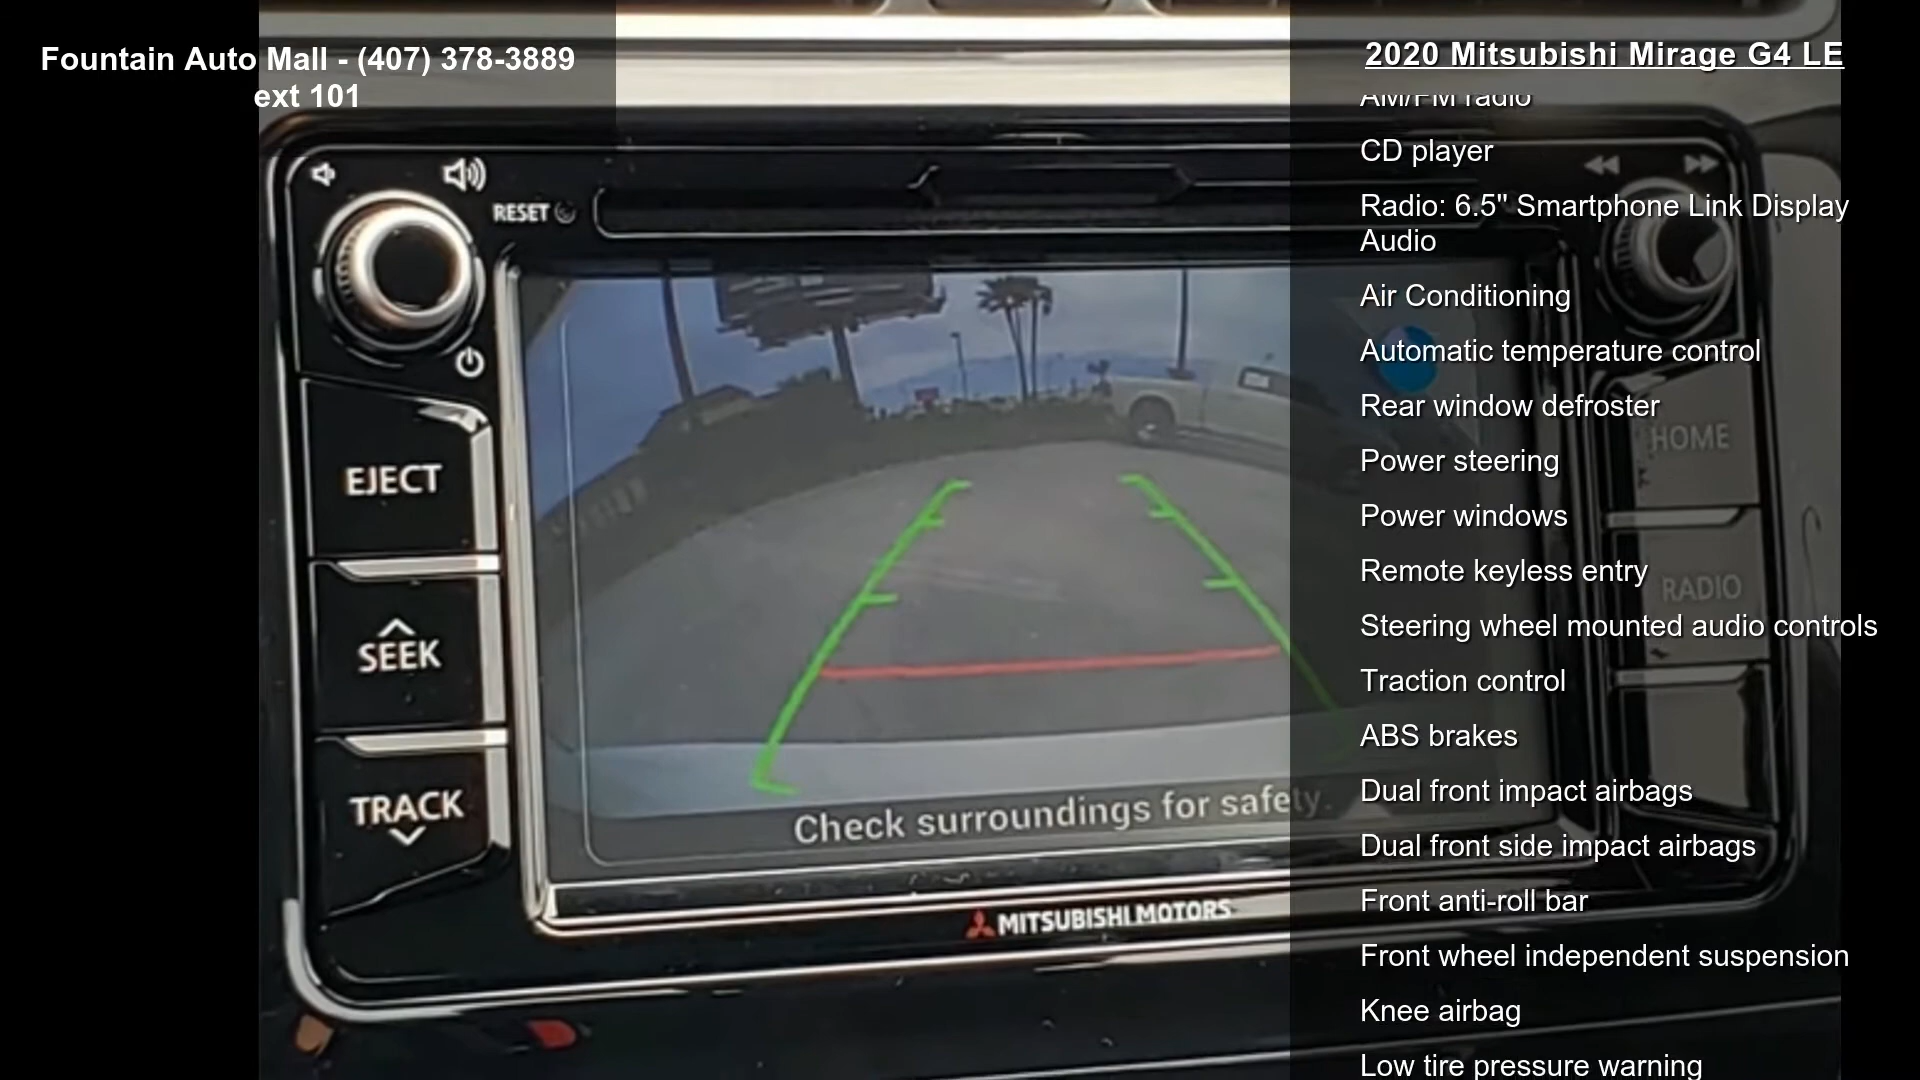 Fountain Auto Mall - (407) 378-3889
ext 101
2020 Mitsubishi Mirage G4 LE
AM/FM radio
CD player
Radio: 6.5" Smartphone Link Display
Audio
Air Conditioning
Automatic temperature control
Rear window defroster
Power steering
Power windows
Remote keyless entry
Steering wheel mounted audio controls
Traction control
ABS brakes
Dual front impact airbags
Dual front side impact airbags
Front anti-roll bar
Front wheel independent suspension
Knee airbag
Low tire pressure warning
RESET
EJECT
SEEK
TRACK
HOME
RADIO
Check surroundings for safety.
MITSUBISHI MOTORS